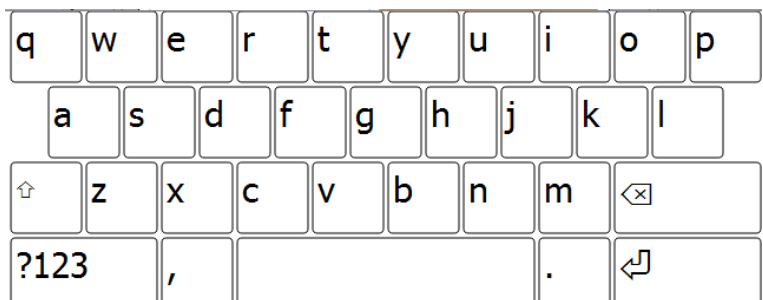 q w e r t y u i o p
a s d f g h j k l
⇧ z x c v b n m ⌫
?123 , . ⏎